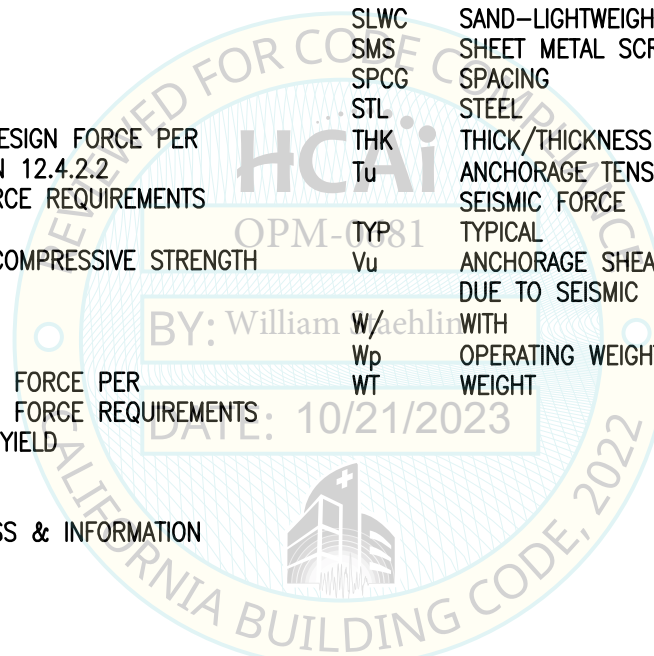 SLWC SAND-LIGHTWEIGH
SMS SHEET METAL SCR
SPCG SPACING
STL STEEL
THK THICK/THICKNESS
Tu ANCHORAGE TENS
SEISMIC FORCE
TYP TYPICAL
Vu ANCHORAGE SHEA
DUE TO SEISMIC
W/ WITH
Wp OPERATING WEIGHT
WT WEIGHT
ESIGN FORCE PER
N 12.4.2.2
RCE REQUIREMENTS
COMPRESSIVE STRENGTH
FORCE PER
FORCE REQUIREMENTS
YIELD
SS & INFORMATION
REVIEWED FOR CODE COMPLIANCE
HCAi
OPM-0681
BY: William Staehlin
DATE: 10/21/2023
CALIFORNIA BUILDING CODE, 2022